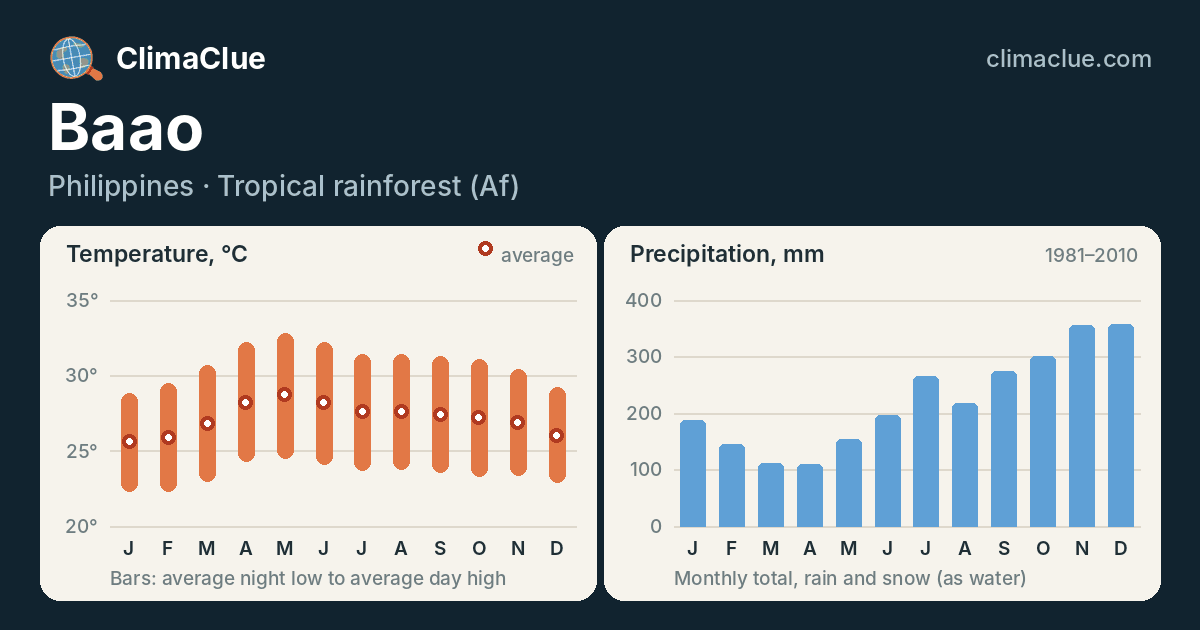 ClimaClue
climaclue.com
Baao
Philippines · Tropical rainforest (Af)
Temperature, °C
average
35°
30°
25°
20°
J F M A M J J A S O N D
Bars: average night low to average day high
Precipitation, mm
1981–2010
400
300
200
100
0
J F M A M J J A S O N D
Monthly total, rain and snow (as water)